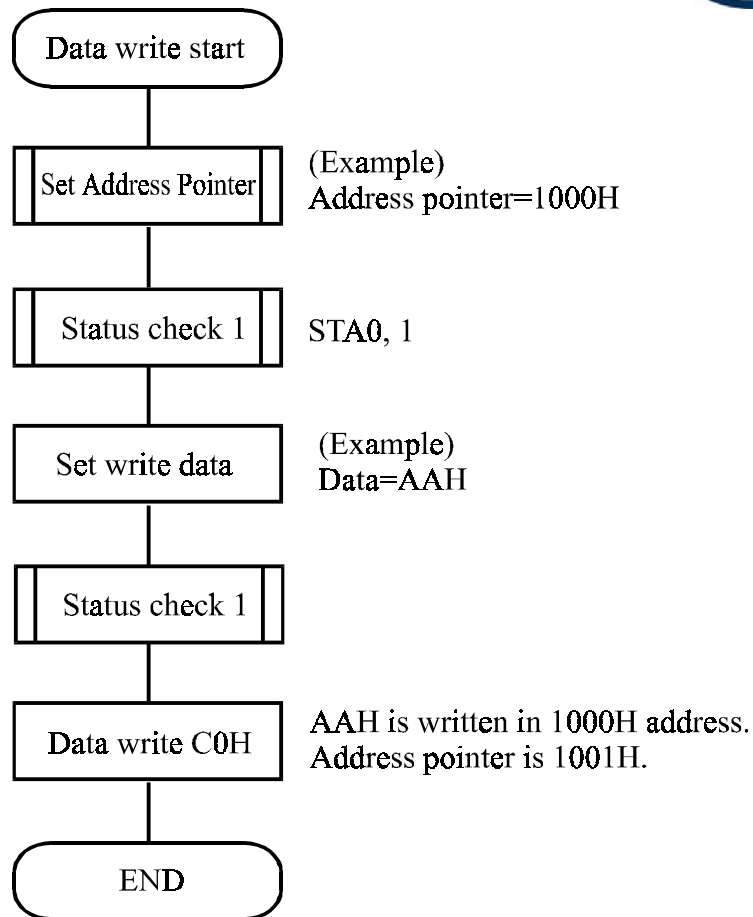 Data write start
Set Address Pointer
(Example)
Address pointer=1000H
Status check 1
STA0, 1
Set write data
(Example)
Data=AAH
Status check 1
Data write C0H
AAH is written in 1000H address.
Address pointer is 1001H.
END